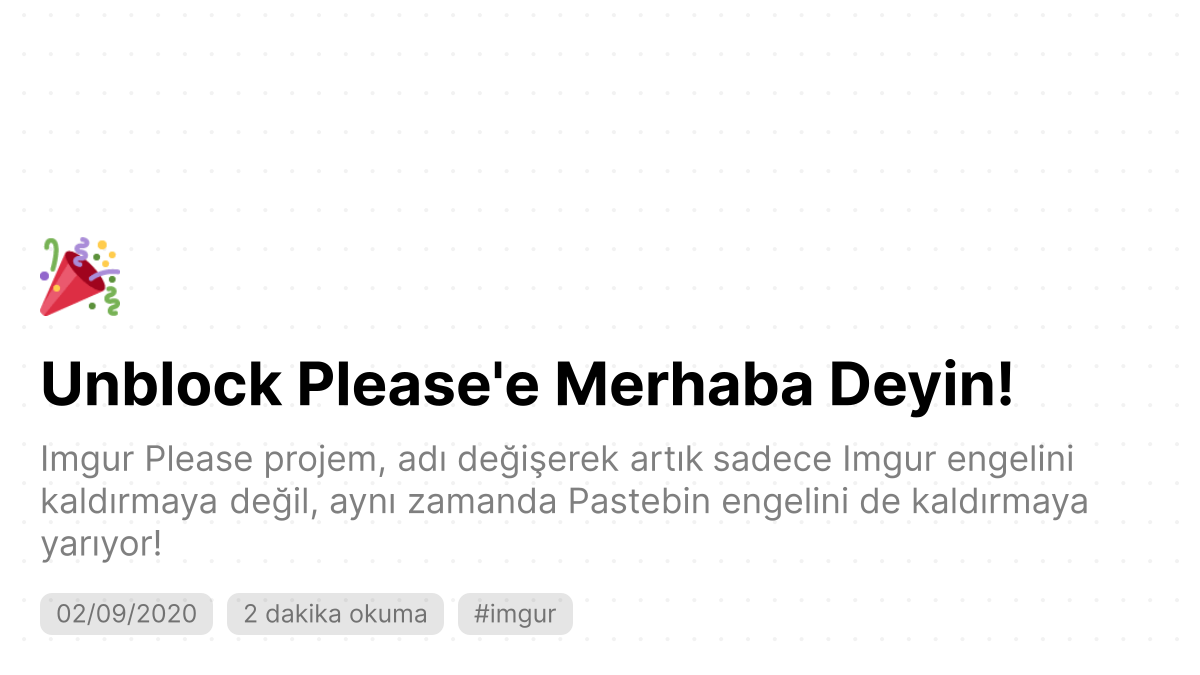 Unblock Please'e Merhaba Deyin!
Imgur Please projem, adı değişerek artık sadece Imgur engelini
kaldırmaya değil, aynı zamanda Pastebin engelini de kaldırmaya
yarıyor!
02/09/2020 2 dakika okuma #imgur